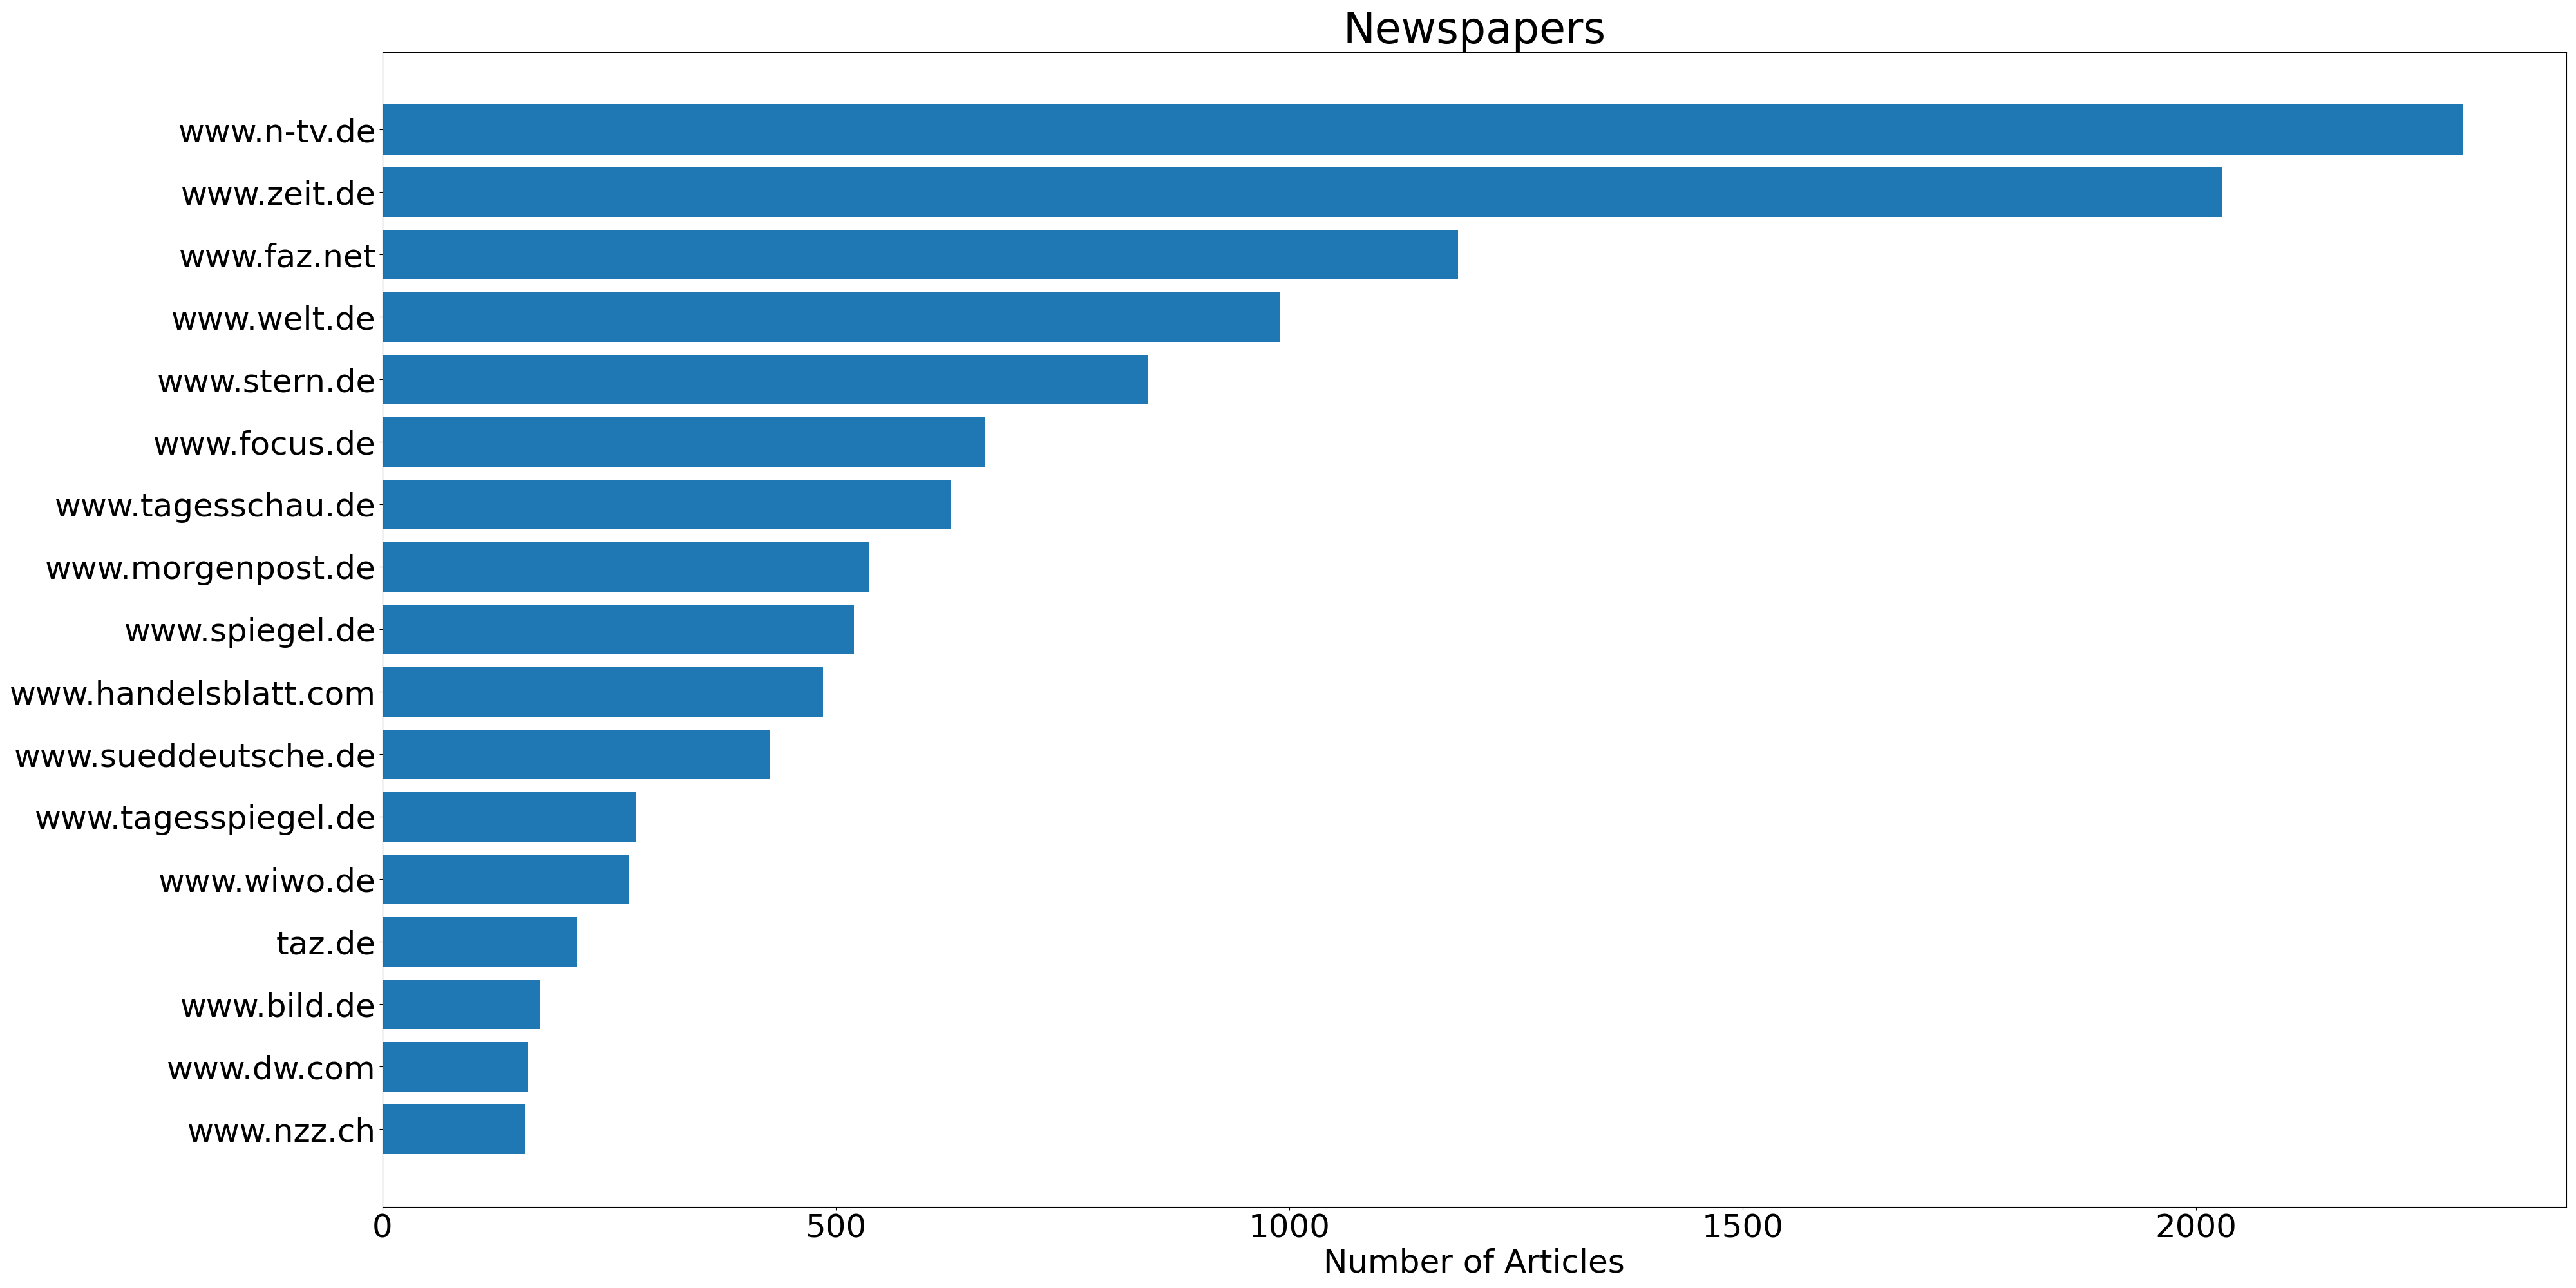 Newspapers
www.n-tv.de
www.zeit.de
www.faz.net
www.welt.de
www.stern.de
www.focus.de
www.tagesschau.de
www.morgenpost.de
www.spiegel.de
www.handelsblatt.com
www.sueddeutsche.de
www.tagesspiegel.de
www.wiwo.de
taz.de
www.bild.de
www.dw.com
www.nzz.ch
0 500 1000 1500 2000
Number of Articles